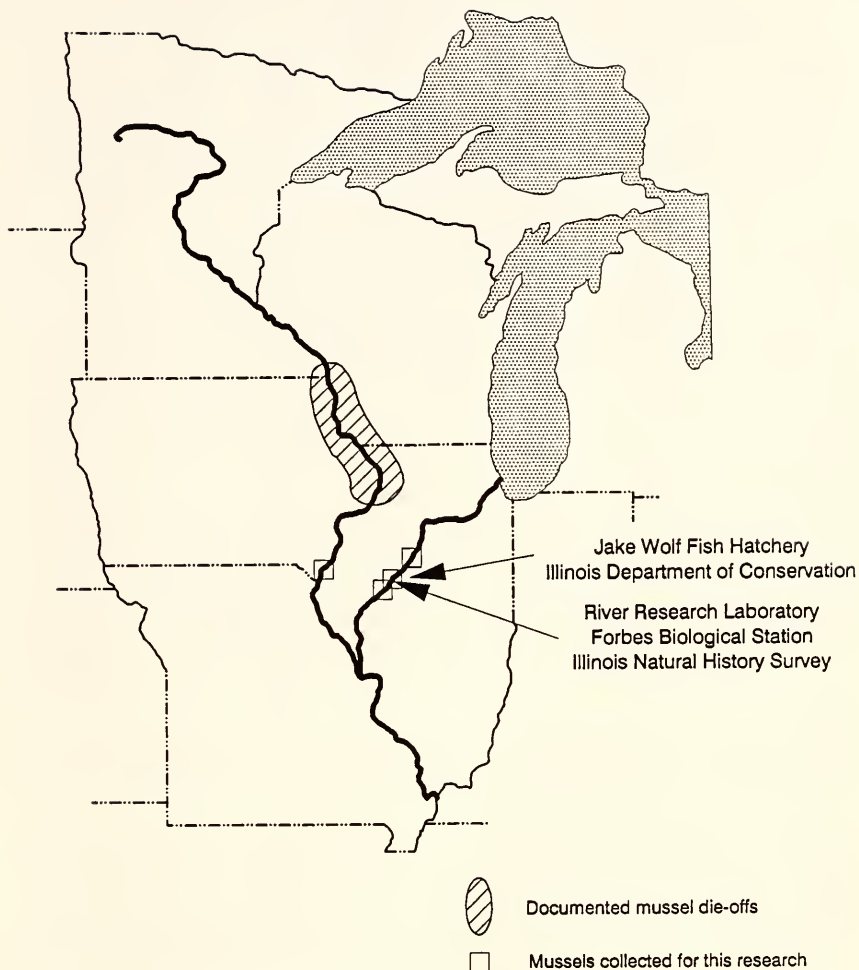 Jake Wolf Fish Hatchery
Illinois Department of Conservation
River Research Laboratory
Forbes Biological Station
Illinois Natural History Survey
Documented mussel die-offs
Mussels collected for this research